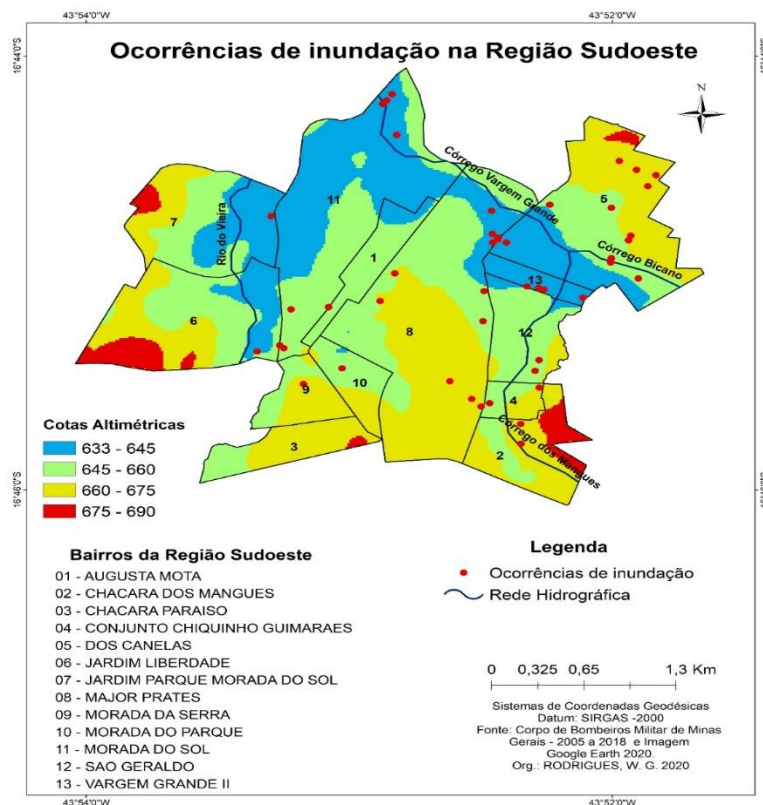 43°54'0"W
43°52'0"W
Ocorrências de inundação na Região Sudoeste
16°44'0"S
N
Córrego Vargem Grande
11
5
7
Rio do Vieira
1
Córrego Bicano
13
6
8
12
10
9
4
3
Córrego dos Mangues
2
Cotas Altimétricas
633 - 645
645 - 660
660 - 675
675 - 690
16°46'0"S
Bairros da Região Sudoeste
01 - AUGUSTA MOTA
02 - CHACARA DOS MANGUES
03 - CHACARA PARAISO
04 - CONJUNTO CHIQUINHO GUIMARAES
05 - DOS CANELAS
06 - JARDIM LIBERDADE
07 - JARDIM PARQUE MORADA DO SOL
08 - MAJOR PRATES
09 - MORADA DA SERRA
10 - MORADA DO PARQUE
11 - MORADA DO SOL
12 - SAO GERALDO
13 - VARGEM GRANDE II
Legenda
Ocorrências de inundação
Rede Hidrográfica
0 0,325 0,65 1,3 Km
Sistemas de Coordenadas Geodésicas
Datum: SIRGAS -2000
Fonte: Corpo de Bombeiros Militar de Minas
Gerais - 2005 a 2018 e Imagem
Google Earth 2020.
Org.: RODRIGUES, W. G. 2020
43°54'0"W
43°52'0"W